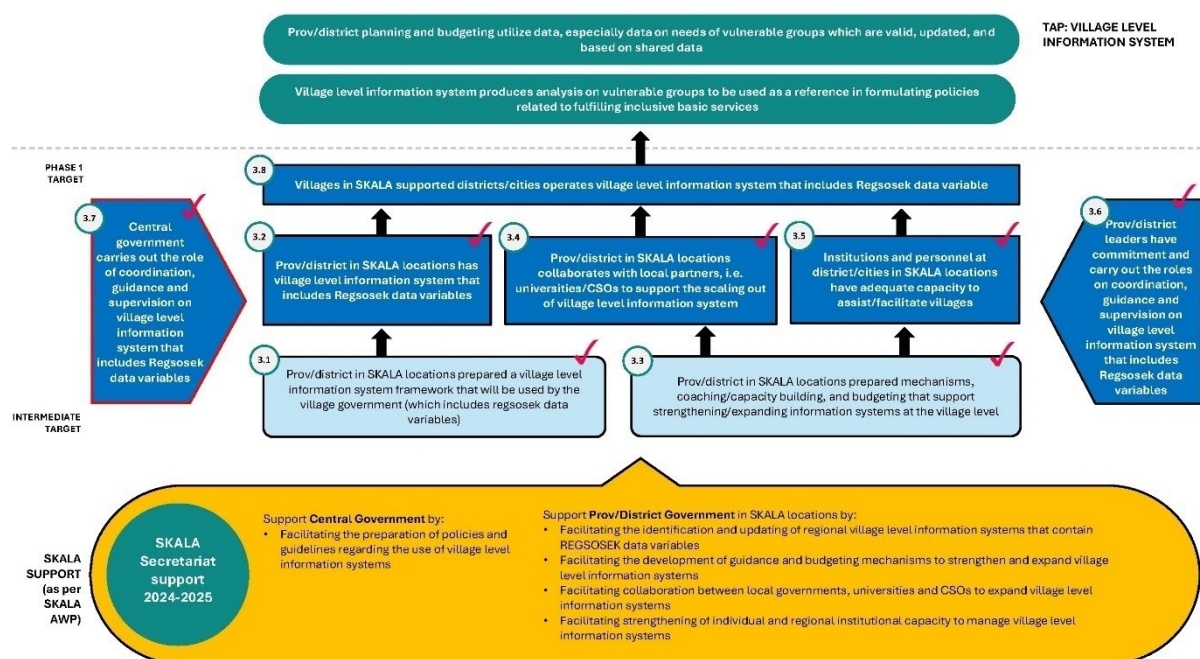 Prov/district planning and budgeting utilize data, especially data on needs of vulnerable groups which are valid, updated, and
based on shared data
TAP: VILLAGE LEVEL
INFORMATION SYSTEM
Village level information system produces analysis on vulnerable groups to be used as a reference in formulating policies
related to fulfilling inclusive basic services
PHASE 1
TARGET
3.8
Villages in SKALA supported districts/cities operates village level information system that includes Regsosek data variable
3.7
Central
government
carries out the role
of coordination,
guidance and
supervision on
village level
information
system that
includes Regsosek
data variables
3.2
Prov/district in SKALA locations has
village level information system that
includes Regsosek data variables
3.4
Prov/district in SKALA locations
collaborates with local partners, i.e.
universities/CSOs to support the scaling out
of village level information system
3.5
Institutions and personnel at
district/cities in SKALA locations
have adequate capacity to
assist/facilitate villages
3.6
Prov/district
leaders have
commitment and
carry out the roles
on coordination,
guidance and
supervision on
village level
information system
that includes
Regsosek data
variables
3.1
Prov/district in SKALA locations prepared a village level
information system framework that will be used by the
village government (which includes regsosek data
variables)
3.3
Prov/district in SKALA locations prepared mechanisms,
coaching/capacity building, and budgeting that support
strengthening/expanding information systems at the village level
INTERMEDIATE
TARGET
SKALA
SUPPORT
(as per
SKALA
AWP)
SKALA
Secretariat
support
2024-2025
Support Central Government by:
• Facilitating the preparation of policies and
guidelines regarding the use of village level
information systems
Support Prov/District Government in SKALA locations by:
• Facilitating the identification and updating of regional village level information systems that contain
REGSOSEK data variables
• Facilitating the development of guidance and budgeting mechanisms to strengthen and expand village
level information systems
• Facilitating collaboration between local governments, universities and CSOs to expand village level
information systems
• Facilitating strengthening of individual and regional institutional capacity to manage village level
information systems